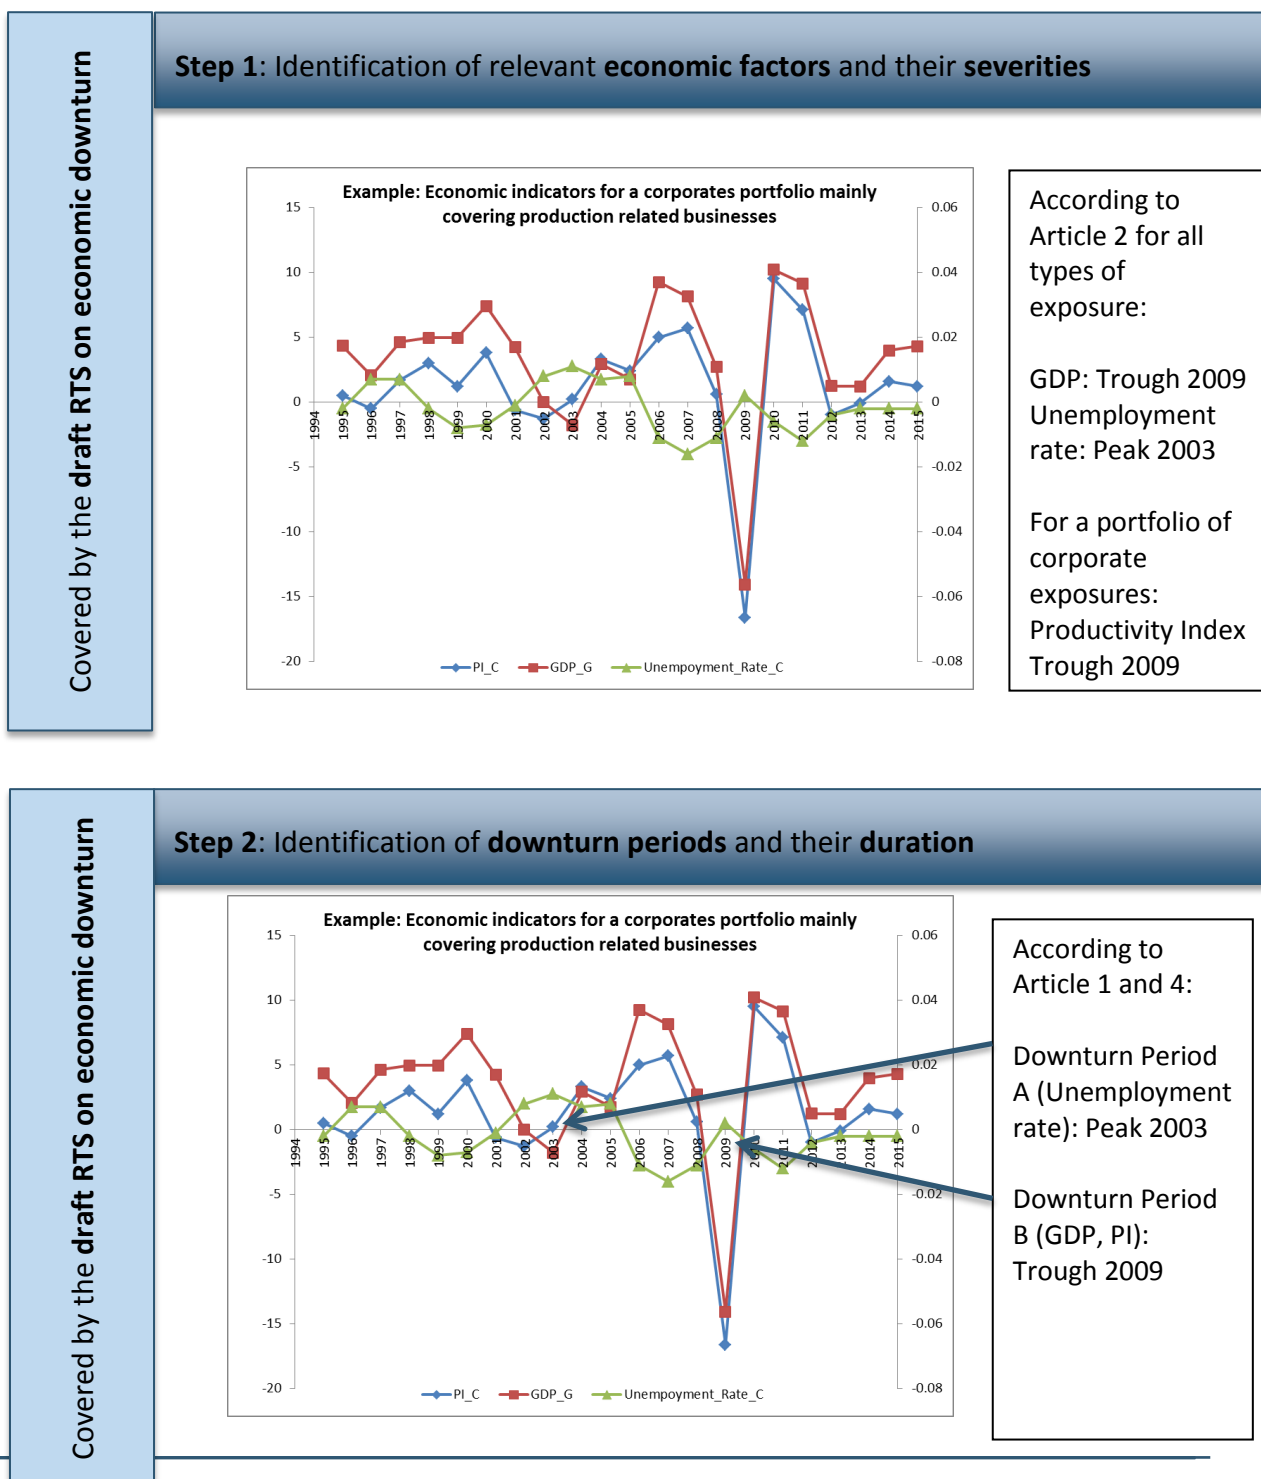 Covered by the draft RTS on economic downturn
Step 1: Identification of relevant economic factors and their severities
Example: Economic indicators for a corporates portfolio mainly
covering production related businesses
15
10
5
0
-5
-10
-15
-20
0.06
0.04
0.02
0
-0.02
-0.04
-0.06
-0.08
1994
1995
1996
1997
1998
1999
2000
2001
2002
2003
2004
2005
2006
2007
2008
2009
2010
2011
2012
2013
2014
2015
PI_C
GDP_G
Unempoyment_Rate_C
According to
Article 2 for all
types of
exposure:
GDP: Trough 2009
Unemployment
rate: Peak 2003
For a portfolio of
corporate
exposures:
Productivity Index
Trough 2009
Covered by the draft RTS on economic downturn
Step 2: Identification of downturn periods and their duration
Example: Economic indicators for a corporates portfolio mainly
covering production related businesses
15
10
5
0
-5
-10
-15
-20
0.06
0.04
0.02
0
-0.02
-0.04
-0.06
-0.08
1994
1995
1996
1997
1998
1999
2000
2001
2002
2003
2004
2005
2006
2007
2008
2009
2010
2011
2012
2013
2014
2015
PI_C
GDP_G
Unempoyment_Rate_C
According to
Article 1 and 4:
Downturn Period
A (Unemployment
rate): Peak 2003
Downturn Period
B (GDP, PI):
Trough 2009